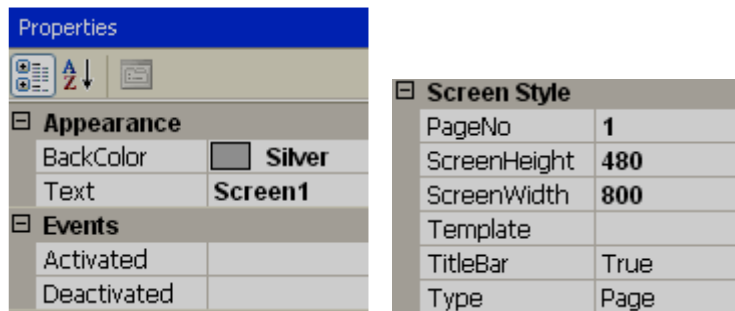 Properties
A
Z
Appearance
BackColor Silver
Text Screen1
Events
Activated
Deactivated
Screen Style
PageNo 1
ScreenHeight 480
ScreenWidth 800
Template
TitleBar True
Type Page